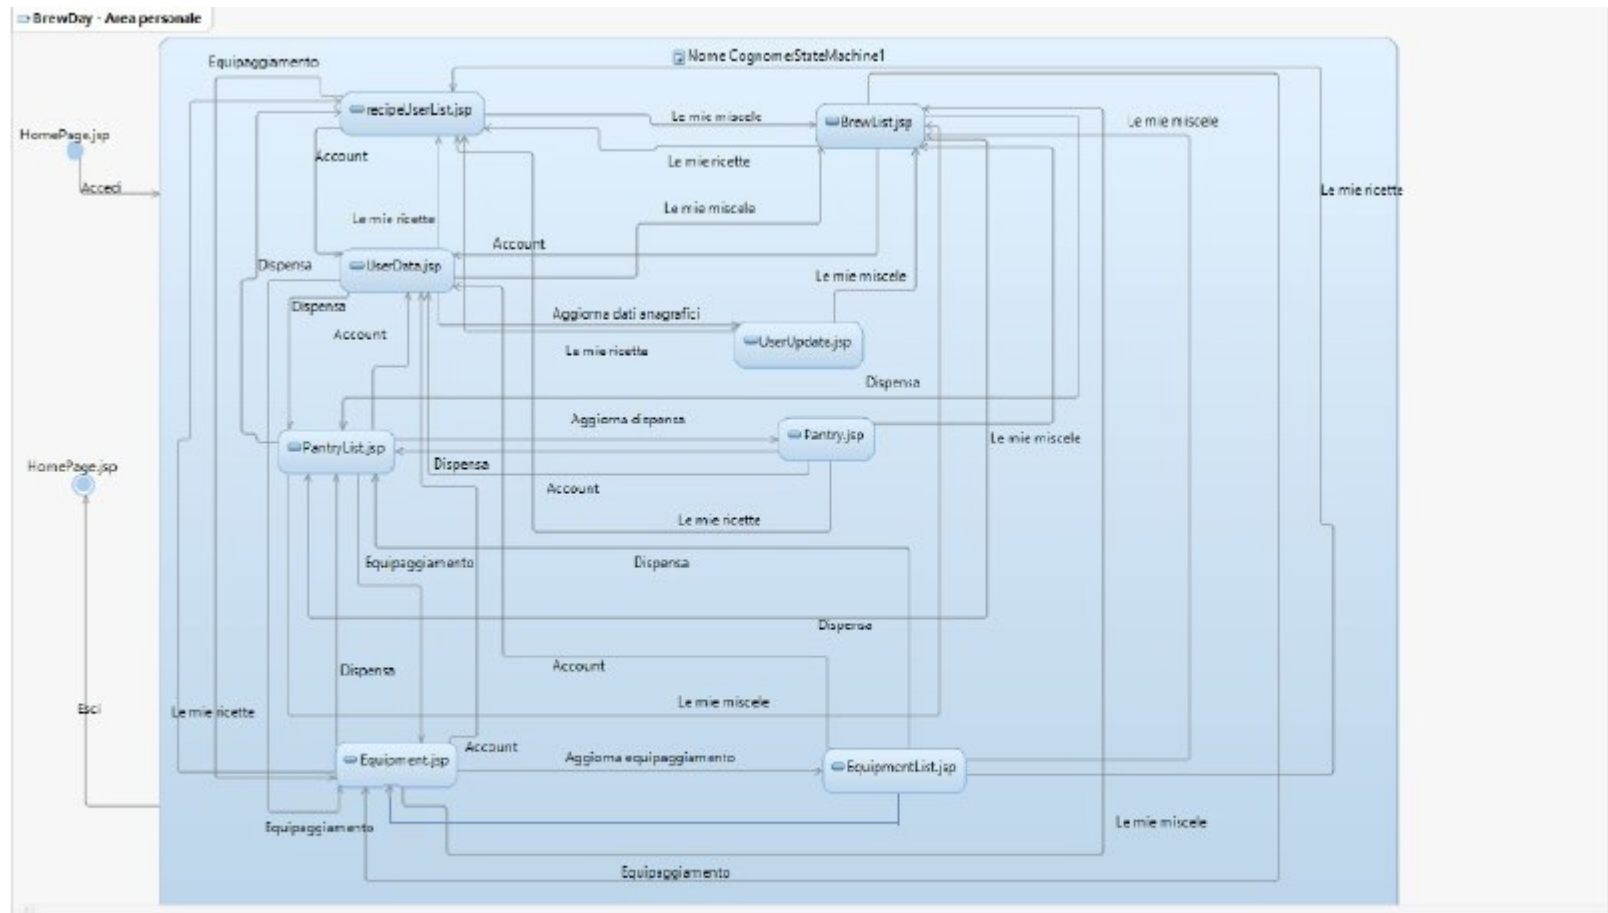 BrewDay - Area personale
Nome Cognome:StateMachine1
Equipaggiamento
recipeUserList.jsp
Le mie miscele
BrewList.jsp
Le mie miscele
HomePage.jsp
Account
Le mie ricette
Accedi
Le mie ricette
Le mie ricette
Le mie miscele
Account
Dispensa
UserData.jsp
Le mie miscele
Dispensa
Aggiorna dati anagrafici
Account
UserUpdate.jsp
Le mie ricette
Dispensa
Aggiorna dispensa
Pantry.jsp
Le mie miscele
PantryList.jsp
HomePage.jsp
Dispensa
Account
Le mie ricette
Equipaggiamento
Dispensa
Dispensa
Dispensa
Account
Le mie miscele
Esci
Le mie ricette
Account
Equipment.jsp
Aggiorna equipaggiamento
EquipmentList.jsp
Equipaggiamento
Le mie miscele
Equipaggiamento